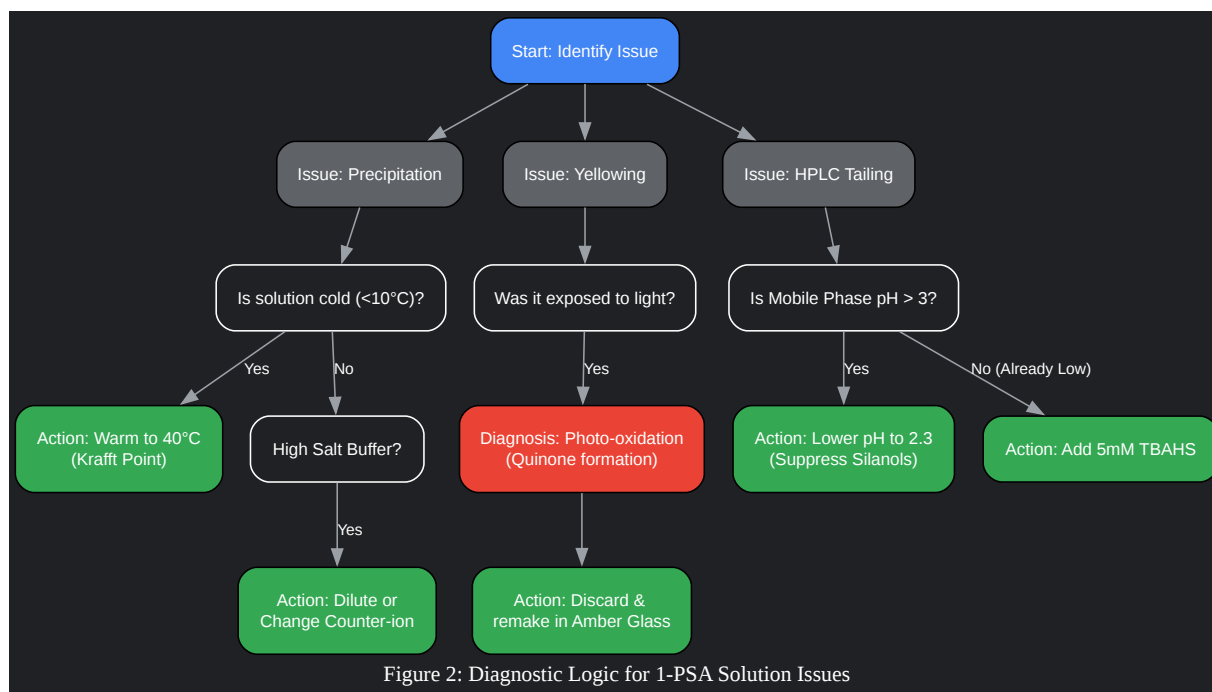 Start: Identify Issue
Issue: Precipitation
Issue: Yellowing
Issue: HPLC Tailing
Is solution cold (<10°C)?
Was it exposed to light?
Is Mobile Phase pH > 3?
Yes
No
Yes
Yes
No (Already Low)
Action: Warm to 40°C
(Krafft Point)
High Salt Buffer?
Diagnosis: Photo-oxidation
(Quinone formation)
Action: Lower pH to 2.3
(Suppress Silanols)
Action: Add 5mM TBAHS
Yes
Action: Dilute or
Change Counter-ion
Action: Discard &
remake in Amber Glass
Figure 2: Diagnostic Logic for 1-PSA Solution Issues